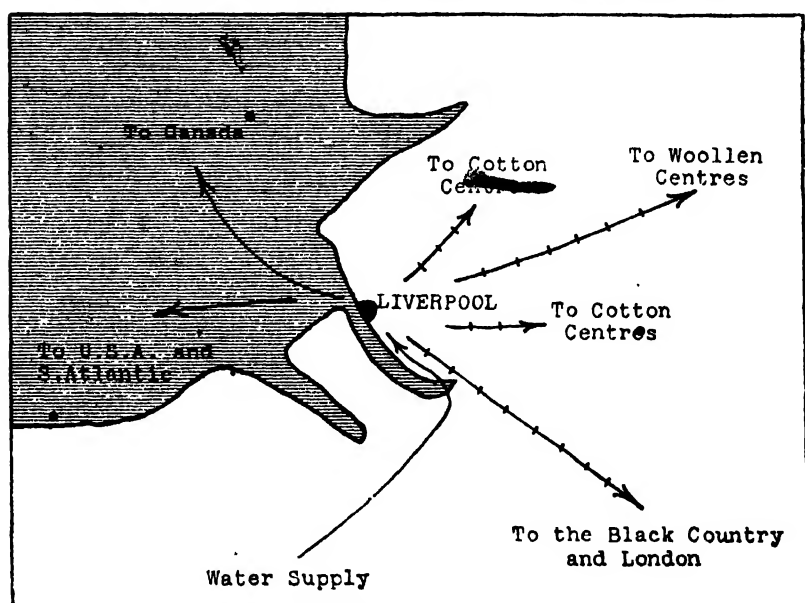 To Canada
To Cotton
Centres
To Woollen
Centres
LIVERPOOL
To Cotton
Centres
To U.S.A. and
S.Atlantic
To the Black Country
and London
Water Supply